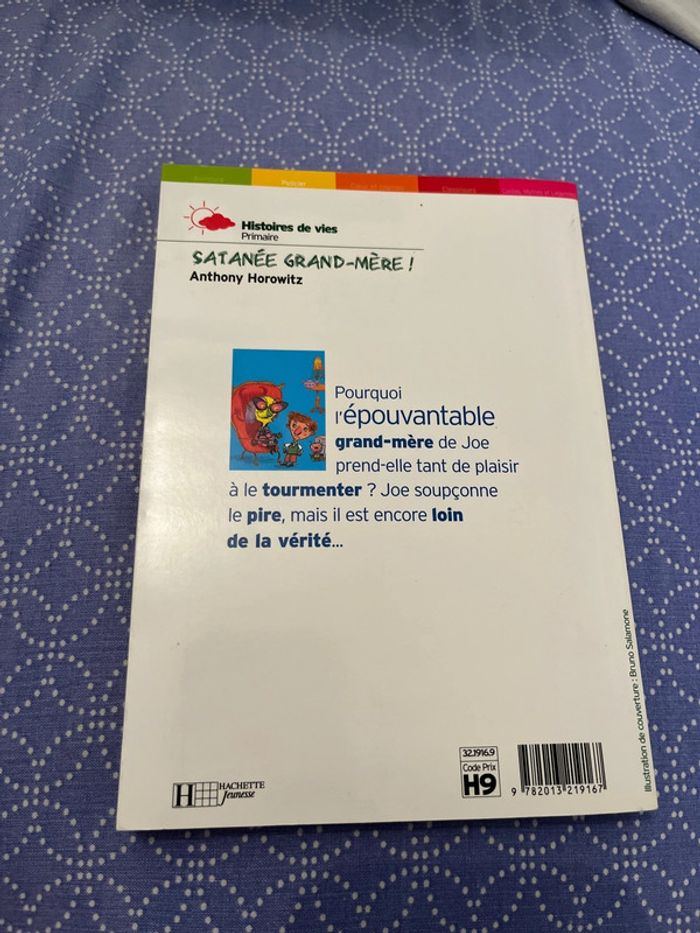 Policier
Histoires de vies
Primaire
SATANÉE GRAND-MÈRE !
Anthony Horowitz
Pourquoi
l'épouvantable
grand-mère de Joe
prend-elle tant de plaisir
à le tourmenter ? Joe soupçonne
le pire, mais il est encore loin
de la vérité...
Illustration de couverture : Bruno Salamone
HACHETTE
Jeunesse
32.1916.9
Code Prix
H9
9 782013 219167